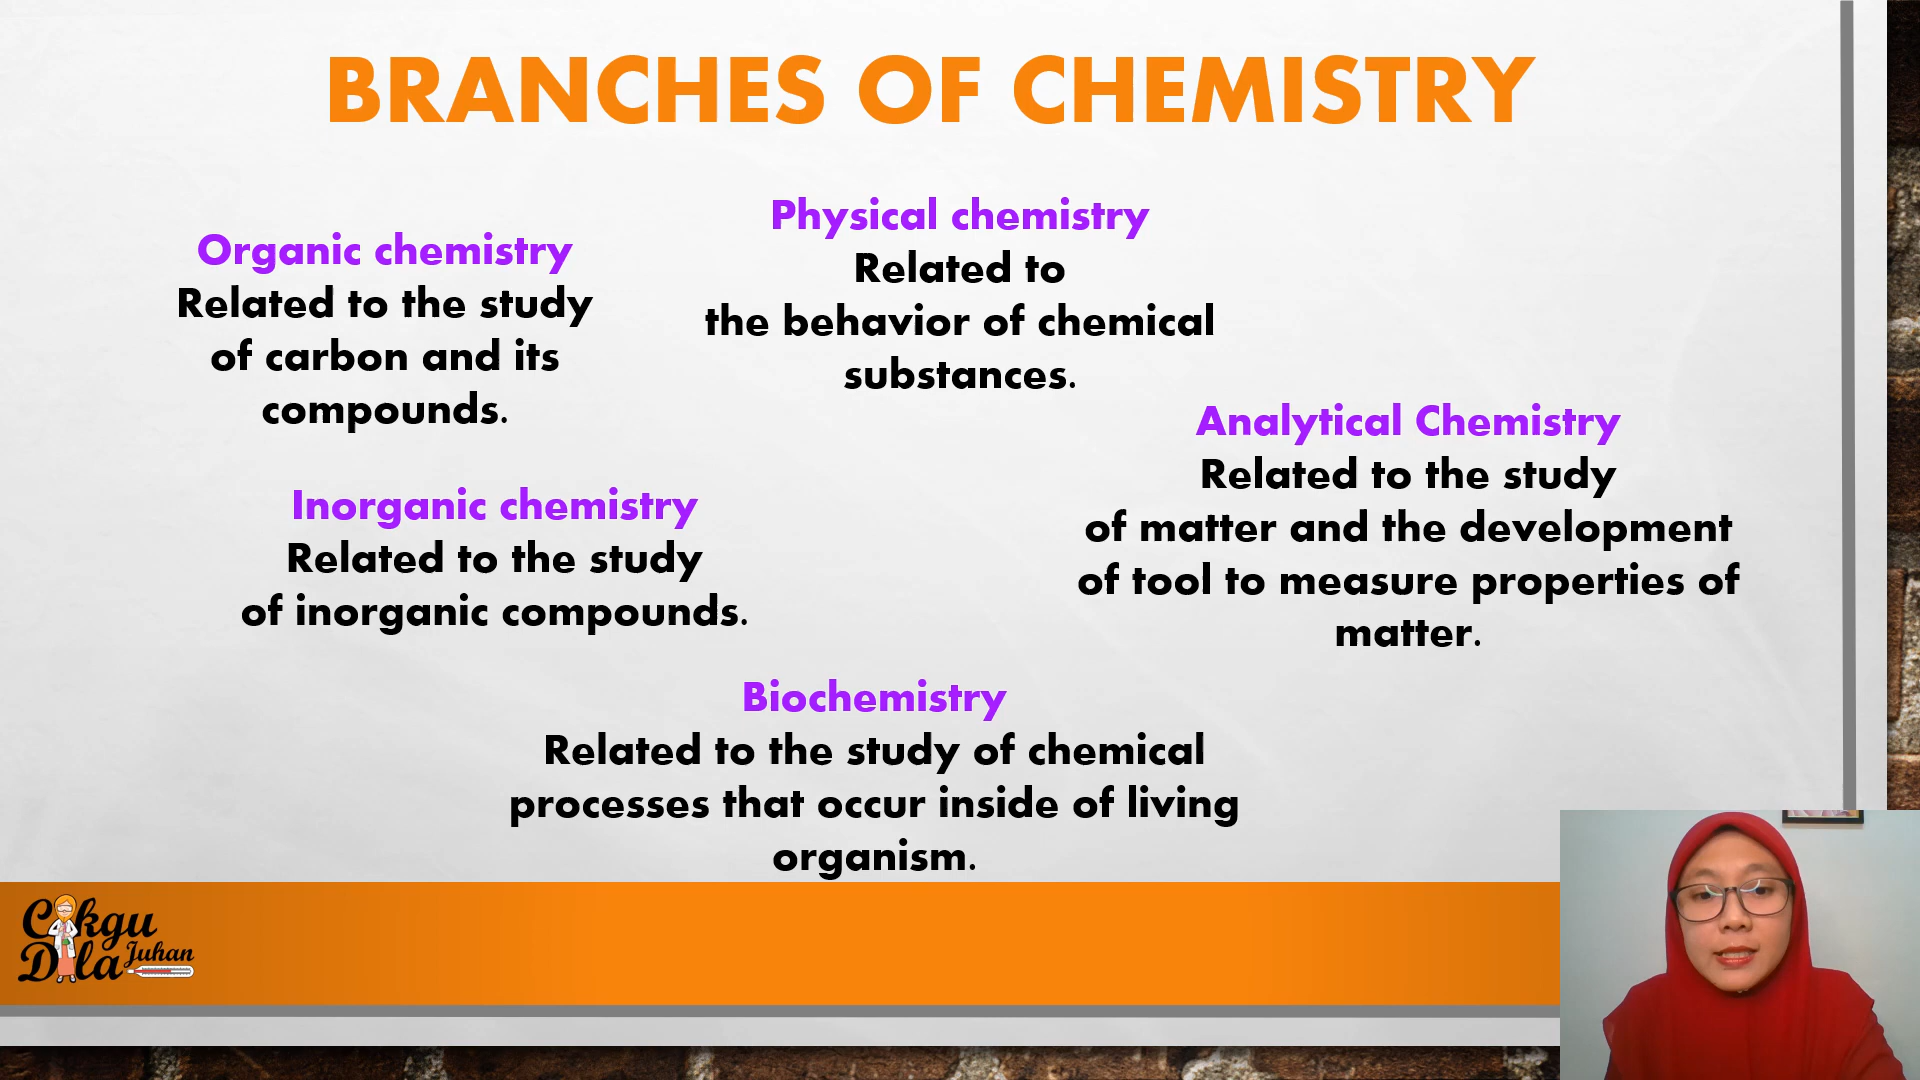 BRANCHES OF CHEMISTRY
Organic chemistry
Related to the study
of carbon and its
compounds.
Physical chemistry
Related to
the behavior of chemical
substances.
Analytical Chemistry
Related to the study
of matter and the development
of tool to measure properties of
matter.
Inorganic chemistry
Related to the study
of inorganic compounds.
Biochemistry
Related to the study of chemical
processes that occur inside of living
organism.
Cikgu
Dila Juhan